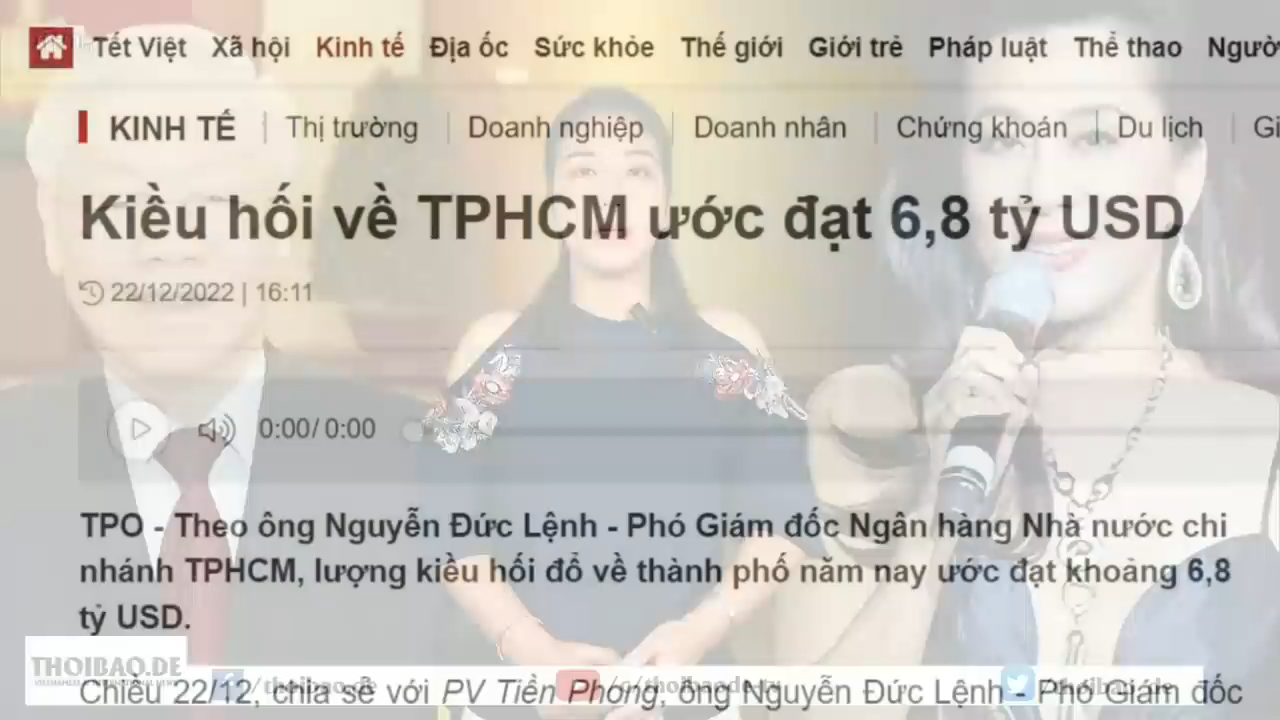 Tết Việt Xã hội Kinh tế Địa ốc Sức khỏe Thế giới Giới trẻ Pháp luật Thể thao
KINH TẾ Thị trường Doanh nghiệp Doanh nhân Chứng khoán Du lịch
Kiều hối về TPHCM ước đạt 6,8 tỷ USD
22/12/2022 | 16:11
0:00/ 0:00
TPO - Theo ông Nguyễn Đức Lệnh - Phó Giám đốc Ngân hàng Nhà nước chi
nhánh TPHCM, lượng kiều hối đổ về thành phố năm nay ước đạt khoảng 6,8
tỷ USD.
THOIBAO.DE
Chiều 22/12, chia sẻ với PV Tiền Phong, ông Nguyễn Đức Lệnh - Phó Giám đốc